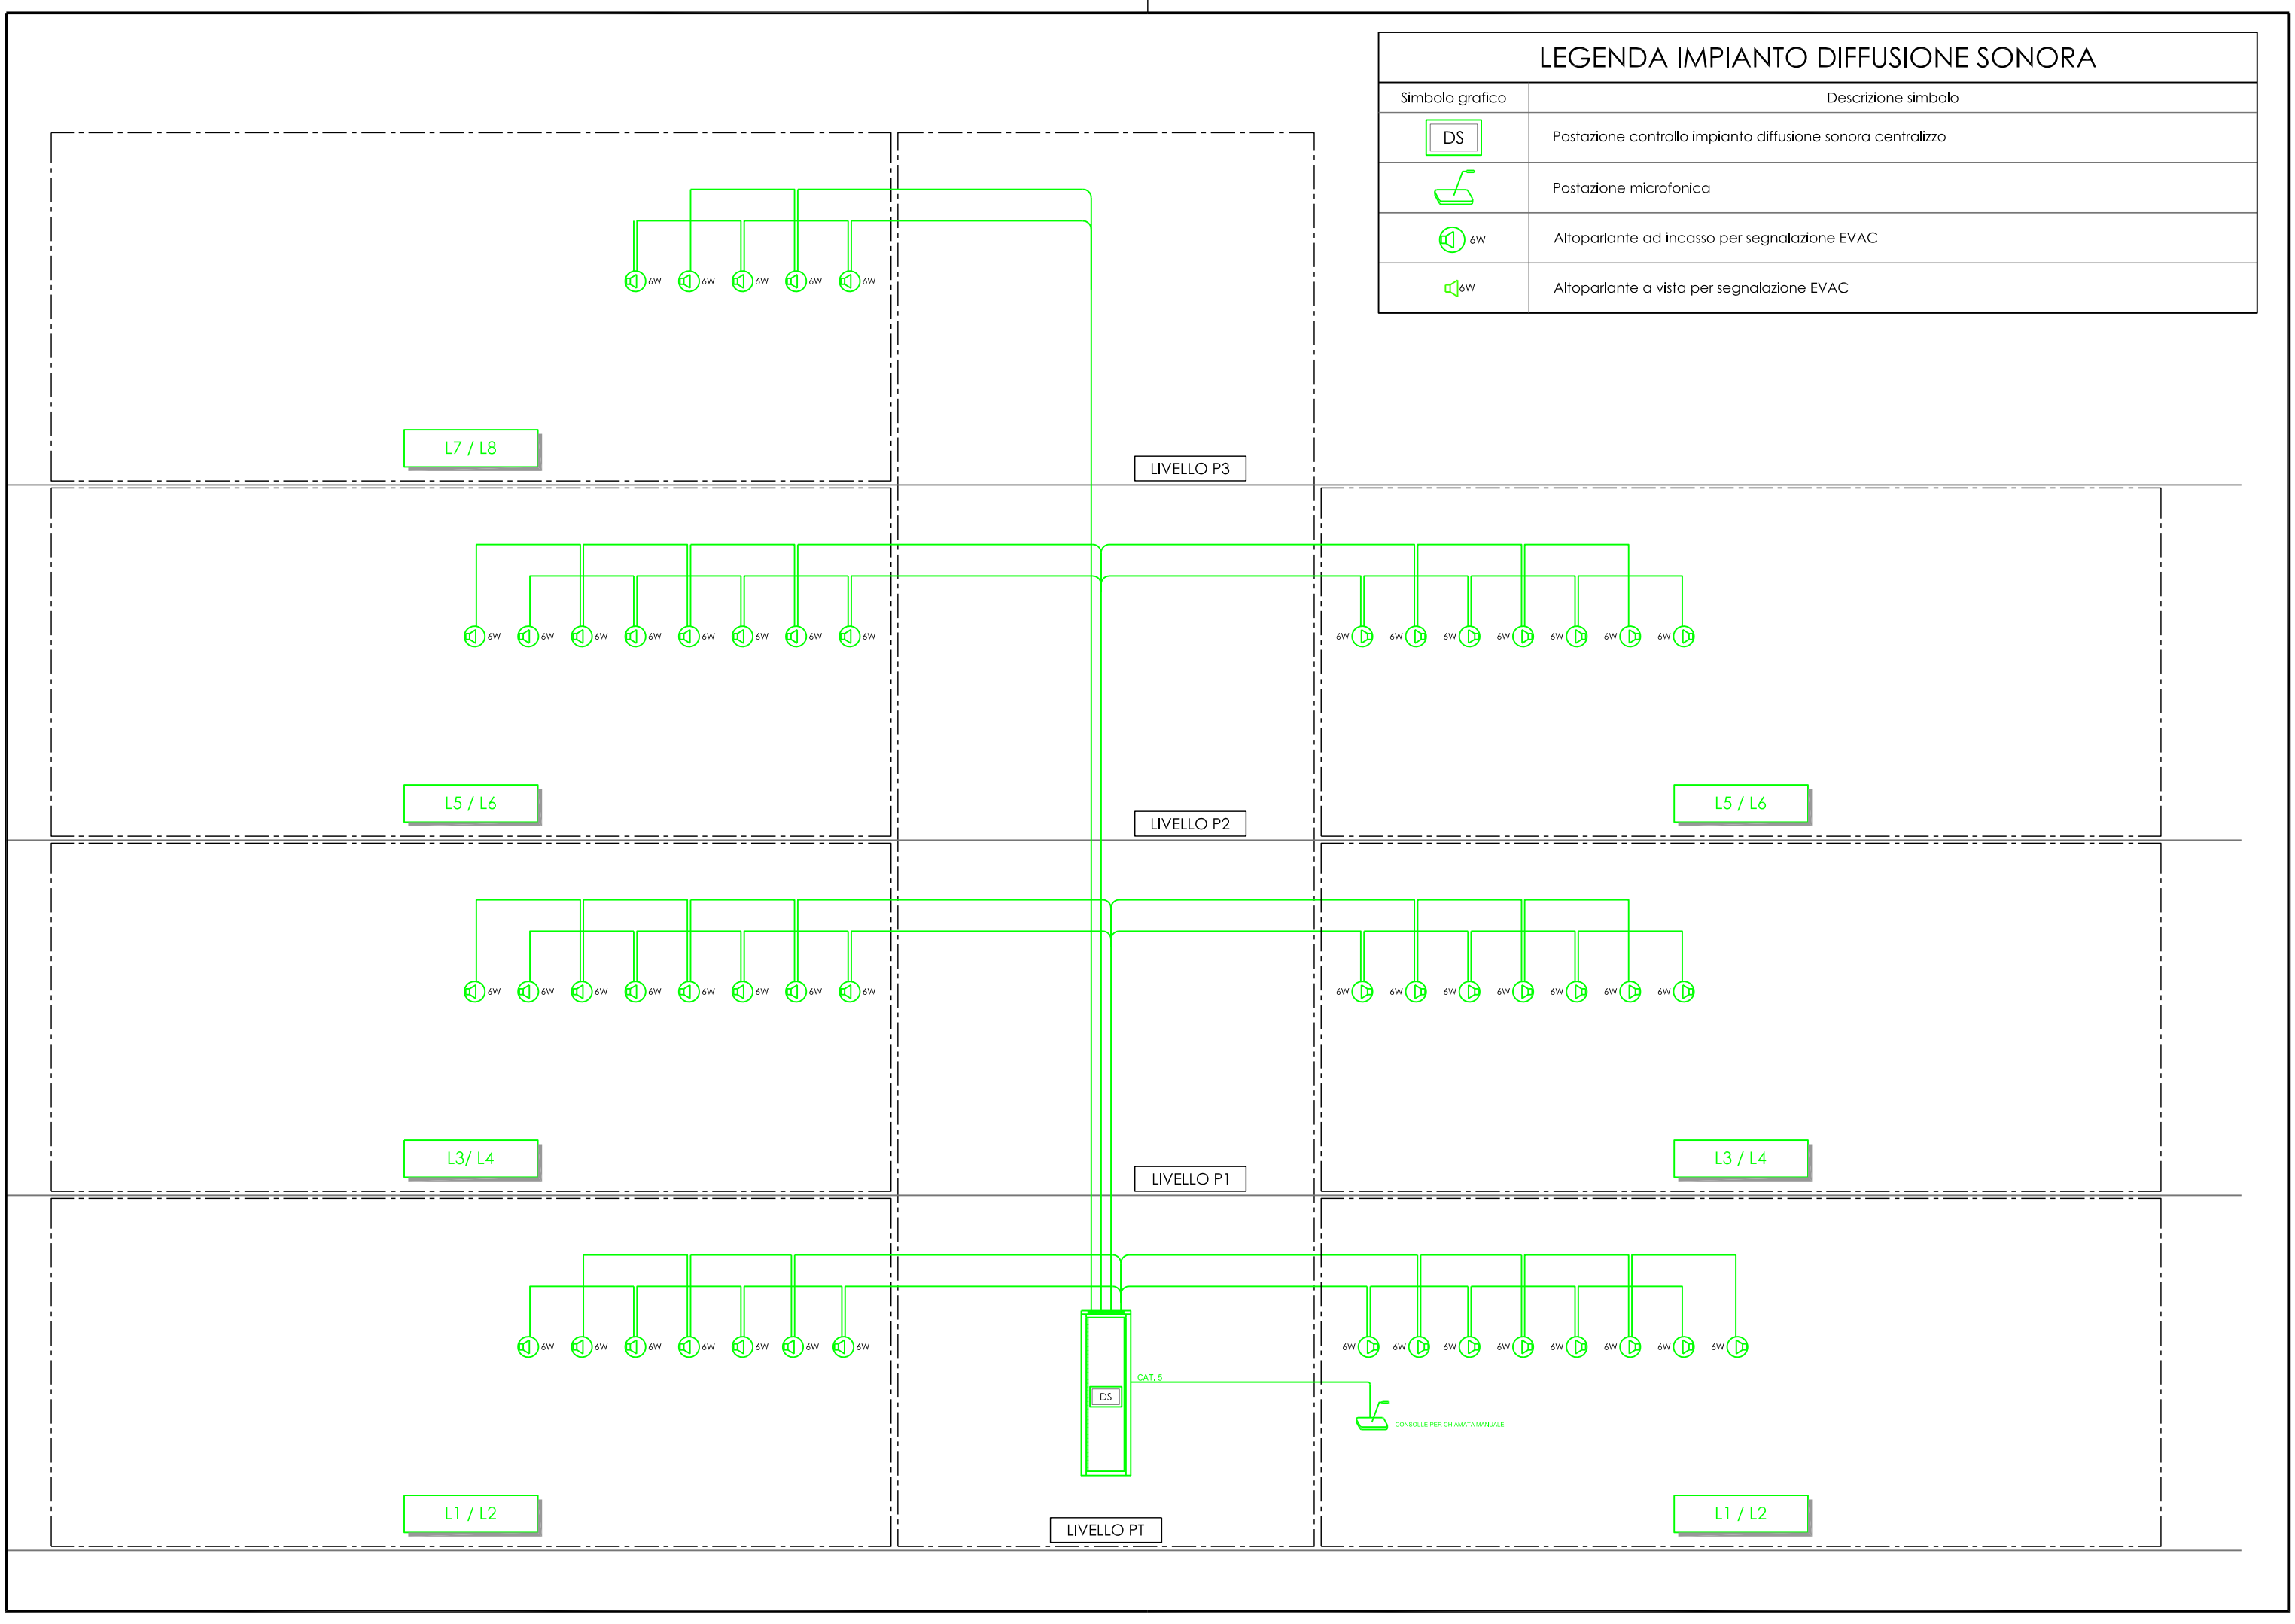 LEGENDA IMPIANTO DIFFUSIONE SONORA
Simbolo grafico Descrizione simbolo
DS Postazione controllo impianto diffusione sonora centralizzo
Postazione microfonica
6W Altoparlante ad incasso per segnalazione EVAC
6W Altoparlante a vista per segnalazione EVAC
6W 6W 6W 6W 6W
L7 / L8
LIVELLO P3
6W 6W 6W 6W 6W 6W 6W 6W 6W 6W 6W 6W 6W 6W 6W
L5 / L6 L5 / L6
LIVELLO P2
6W 6W 6W 6W 6W 6W 6W 6W 6W 6W 6W 6W 6W 6W 6W
L3/ L4 L3 / L4
LIVELLO P1
6W 6W 6W 6W 6W 6W 6W 6W 6W 6W 6W 6W 6W 6W 6W
CAT.5
DS
CONSOLLE PER CHIAMATA MANUALE
L1 / L2 L1 / L2
LIVELLO PT